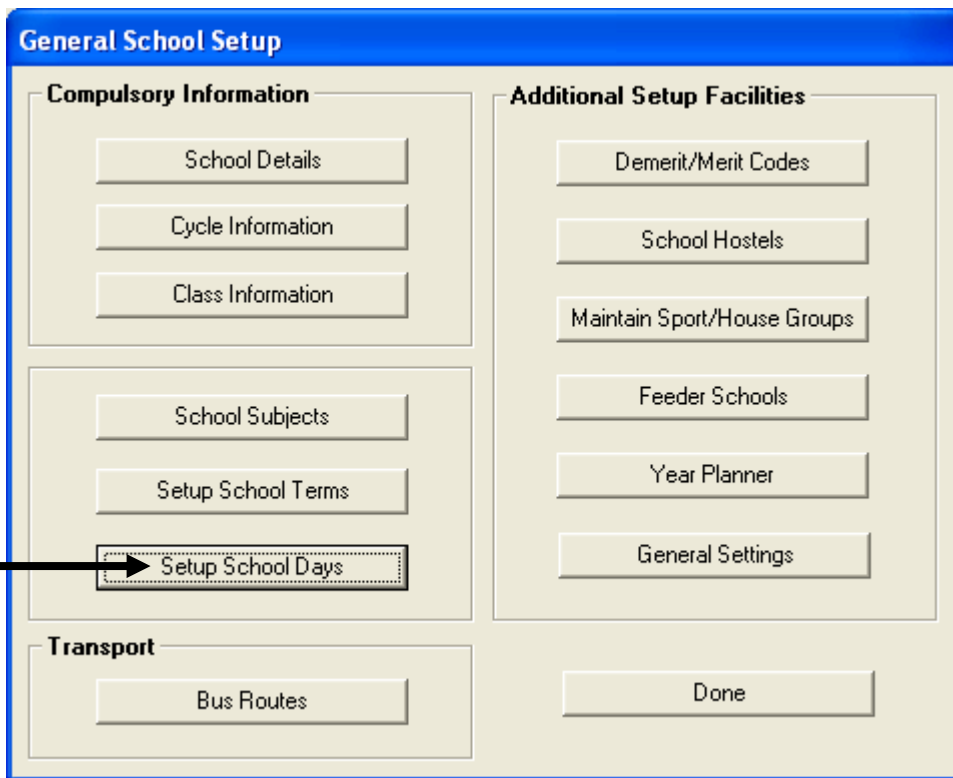 General School Setup
Compulsory Information
School Details
Cycle Information
Class Information
School Subjects
Setup School Terms
Setup School Days
Transport
Bus Routes
Additional Setup Facilities
Demerit/Merit Codes
School Hostels
Maintain Sport/House Groups
Feeder Schools
Year Planner
General Settings
Done